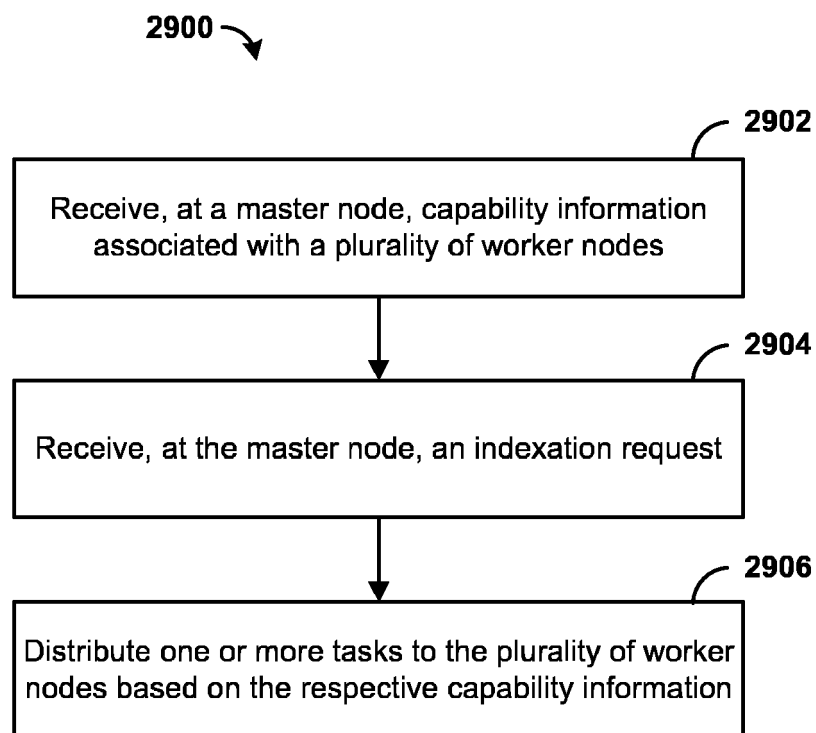 2900
2902
Receive, at a master node, capability information
associated with a plurality of worker nodes
2904
Receive, at the master node, an indexation request
2906
Distribute one or more tasks to the plurality of worker
nodes based on the respective capability information